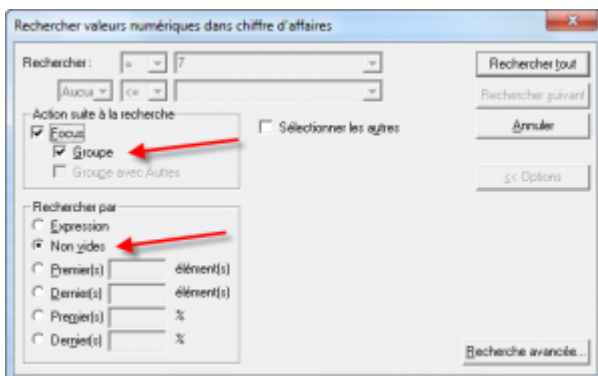 Rechercher valeurs numériques dans chiffre d'affaires
Rechercher : = 7
Aucun <=
Rechercher tout
Rechercher suivant
Annuler
<< Options
Action suite à la recherche
Focus
Groupe
Groupe avec Autres
Sélectionner les autres
Rechercher par
Expression
Non vides
Premier(s) élément(s)
Dernier(s) élément(s)
Premier(s) %
Dernier(s) %
Recherche avancée...